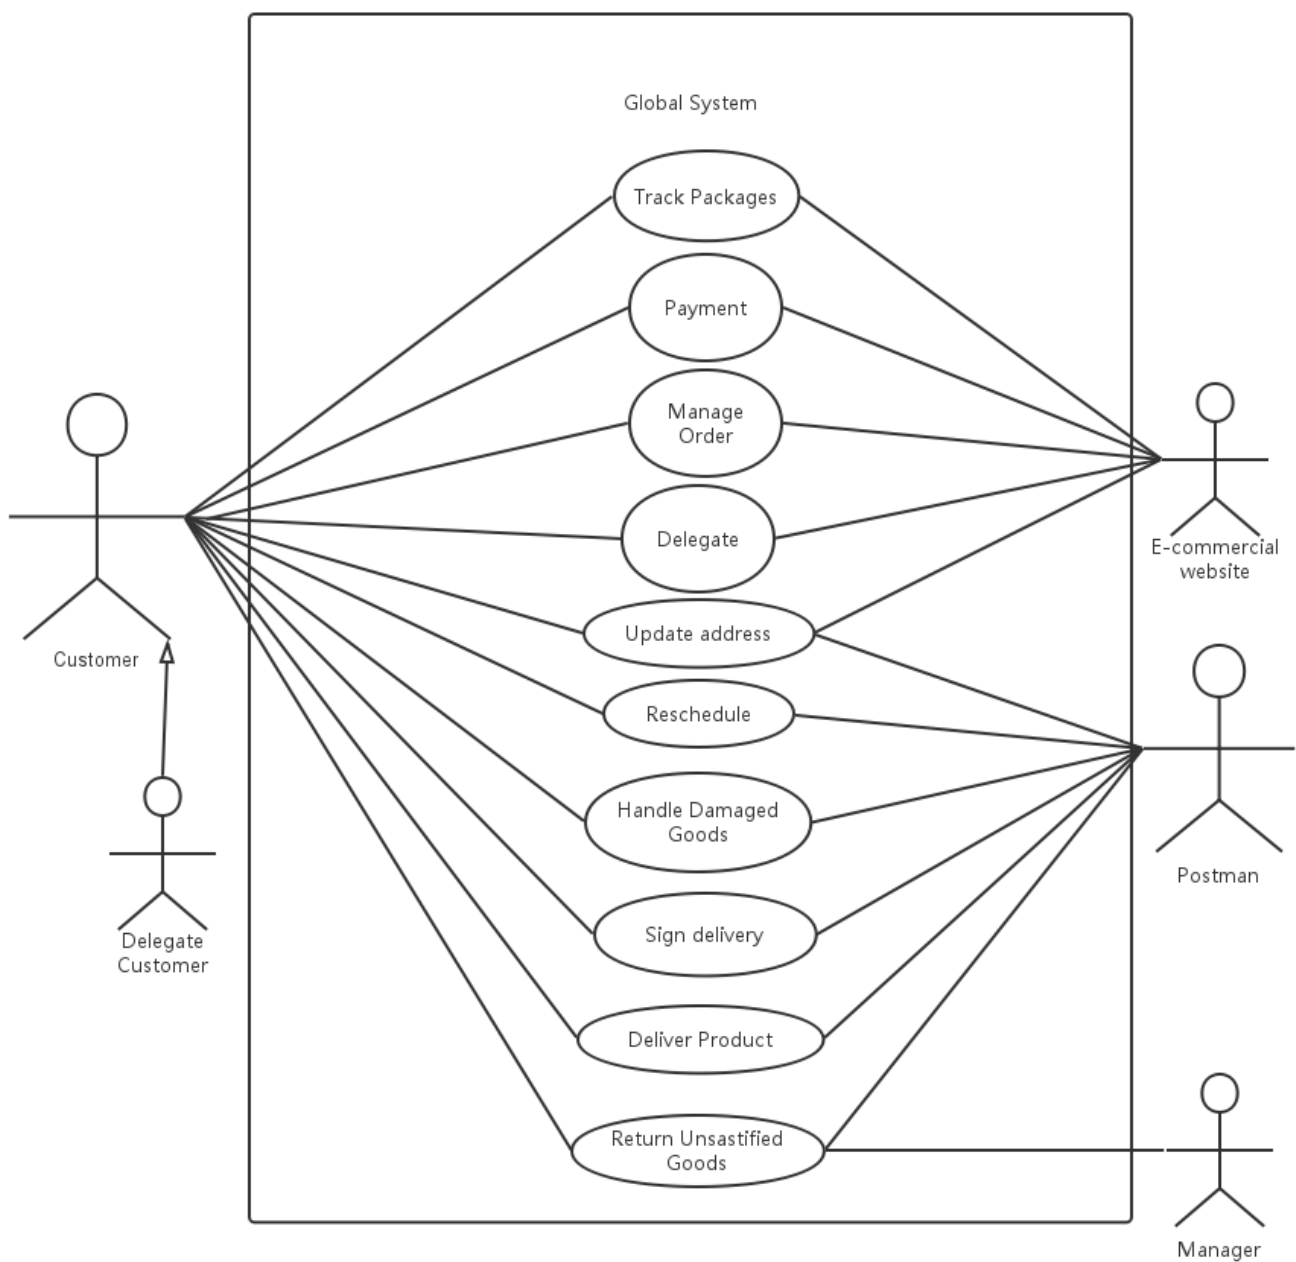 Global System
Track Packages
Payment
Manage
Order
Delegate
E-commercial
website
Update address
Customer
Reschedule
Handle Damaged
Goods
Postman
Sign delivery
Delegate
Customer
Deliver Product
Return Unsastified
Goods
Manager